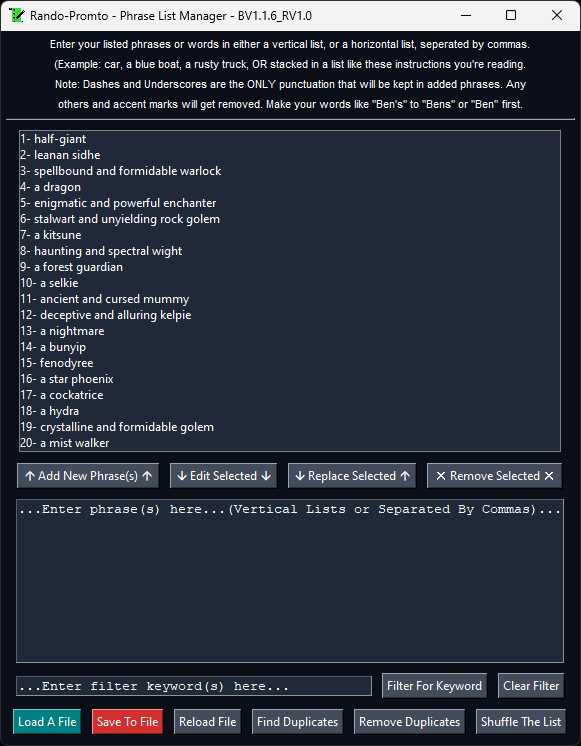 Rando-Promto - Phrase List Manager - BV1.1.6_RV1.0
Enter your listed phrases or words in either a vertical list, or a horizontal list, seperated by commas.
(Example: car, a blue boat, a rusty truck, OR stacked in a list like these instructions you're reading.
Note: Dashes and Underscores are the ONLY punctuation that will be kept in added phrases. Any
others and accent marks will get removed. Make your words like "Ben's" to "Bens" or "Ben" first.
1- half-giant
2- leanan sidhe
3- spellbound and formidable warlock
4- a dragon
5- enigmatic and powerful enchanter
6- stalwart and unyielding rock golem
7- a kitsune
8- haunting and spectral wight
9- a forest guardian
10- a selkie
11- ancient and cursed mummy
12- deceptive and alluring kelpie
13- a nightmare
14- a bunyip
15- fenodyree
16- a star phoenix
17- a cockatrice
18- a hydra
19- crystalline and formidable golem
20- a mist walker
↑ Add New Phrase(s) ↑ ↓ Edit Selected ↓ ↓ Replace Selected ↑ ✕ Remove Selected ✕
...Enter phrase(s) here...(Vertical Lists or Separated By Commas)...
...Enter filter keyword(s) here... Filter For Keyword Clear Filter
Load A File Save To File Reload File Find Duplicates Remove Duplicates Shuffle The List